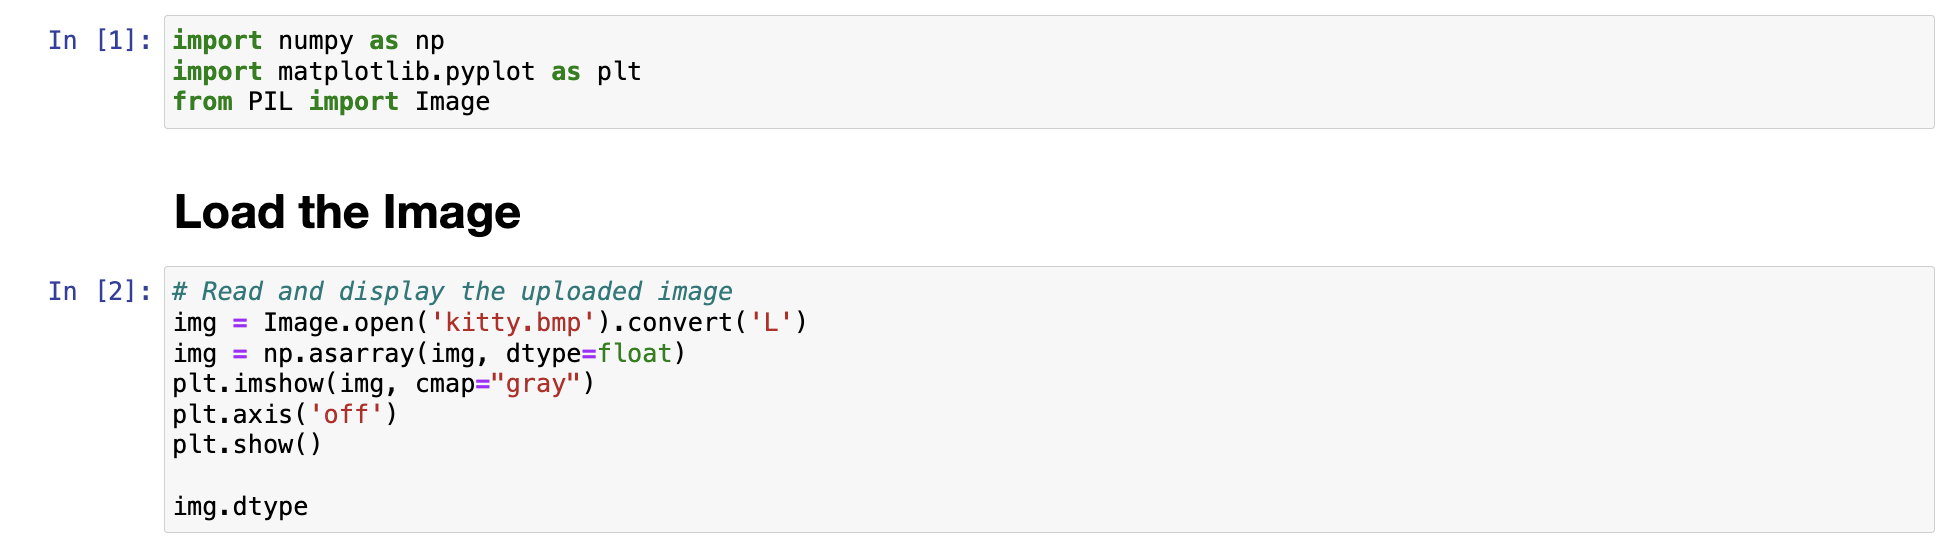 In [1]:
import numpy as np
import matplotlib.pyplot as plt
from PIL import Image
Load the Image
In [2]:
# Read and display the uploaded image
img = Image.open('kitty.bmp').convert('L')
img = np.asarray(img, dtype=float)
plt.imshow(img, cmap="gray")
plt.axis('off')
plt.show()
img.dtype